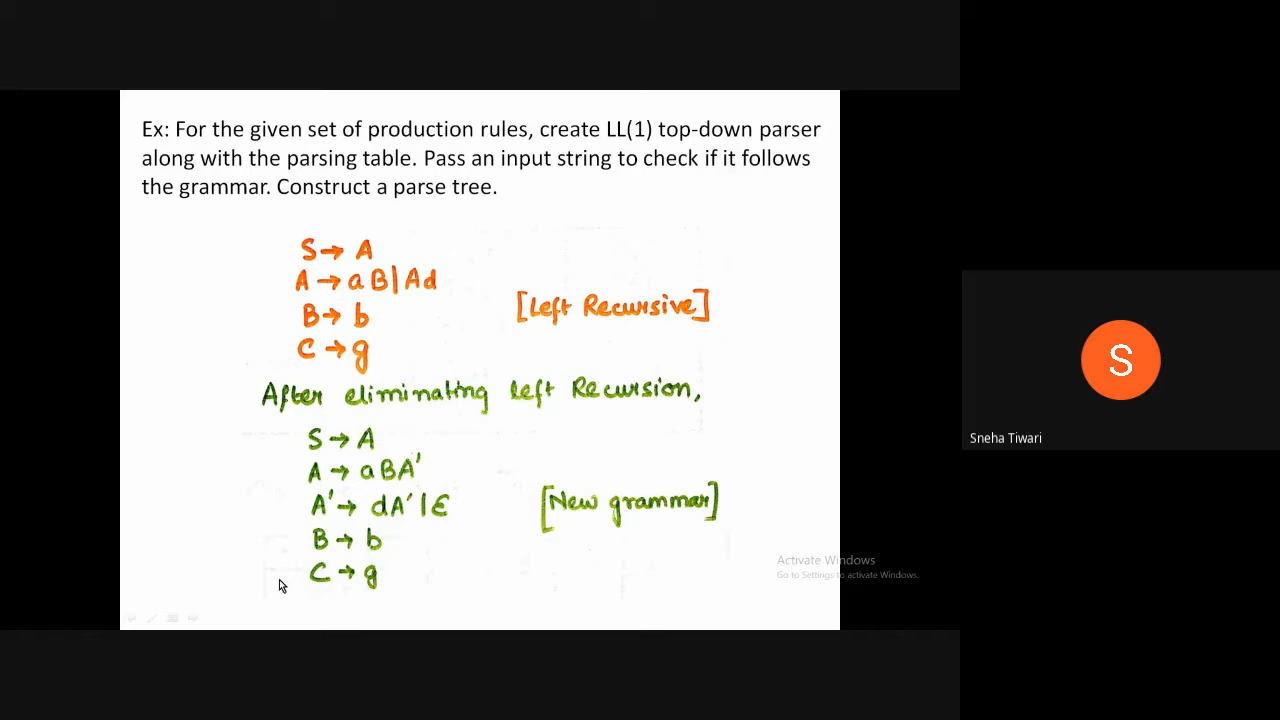 Ex: For the given set of production rules, create LL(1) top-down parser
along with the parsing table. Pass an input string to check if it follows
the grammar. Construct a parse tree.
S → A
A → aB|Ad
B → b
C → g
[Left Recursive]
After eliminating left Recursion,
S → A
A → aBA'
A' → dA'|ε
B → b
C → g
[New grammar]
Activate Windows
Go to Settings to activate Windows.
S
Sneha Tiwari